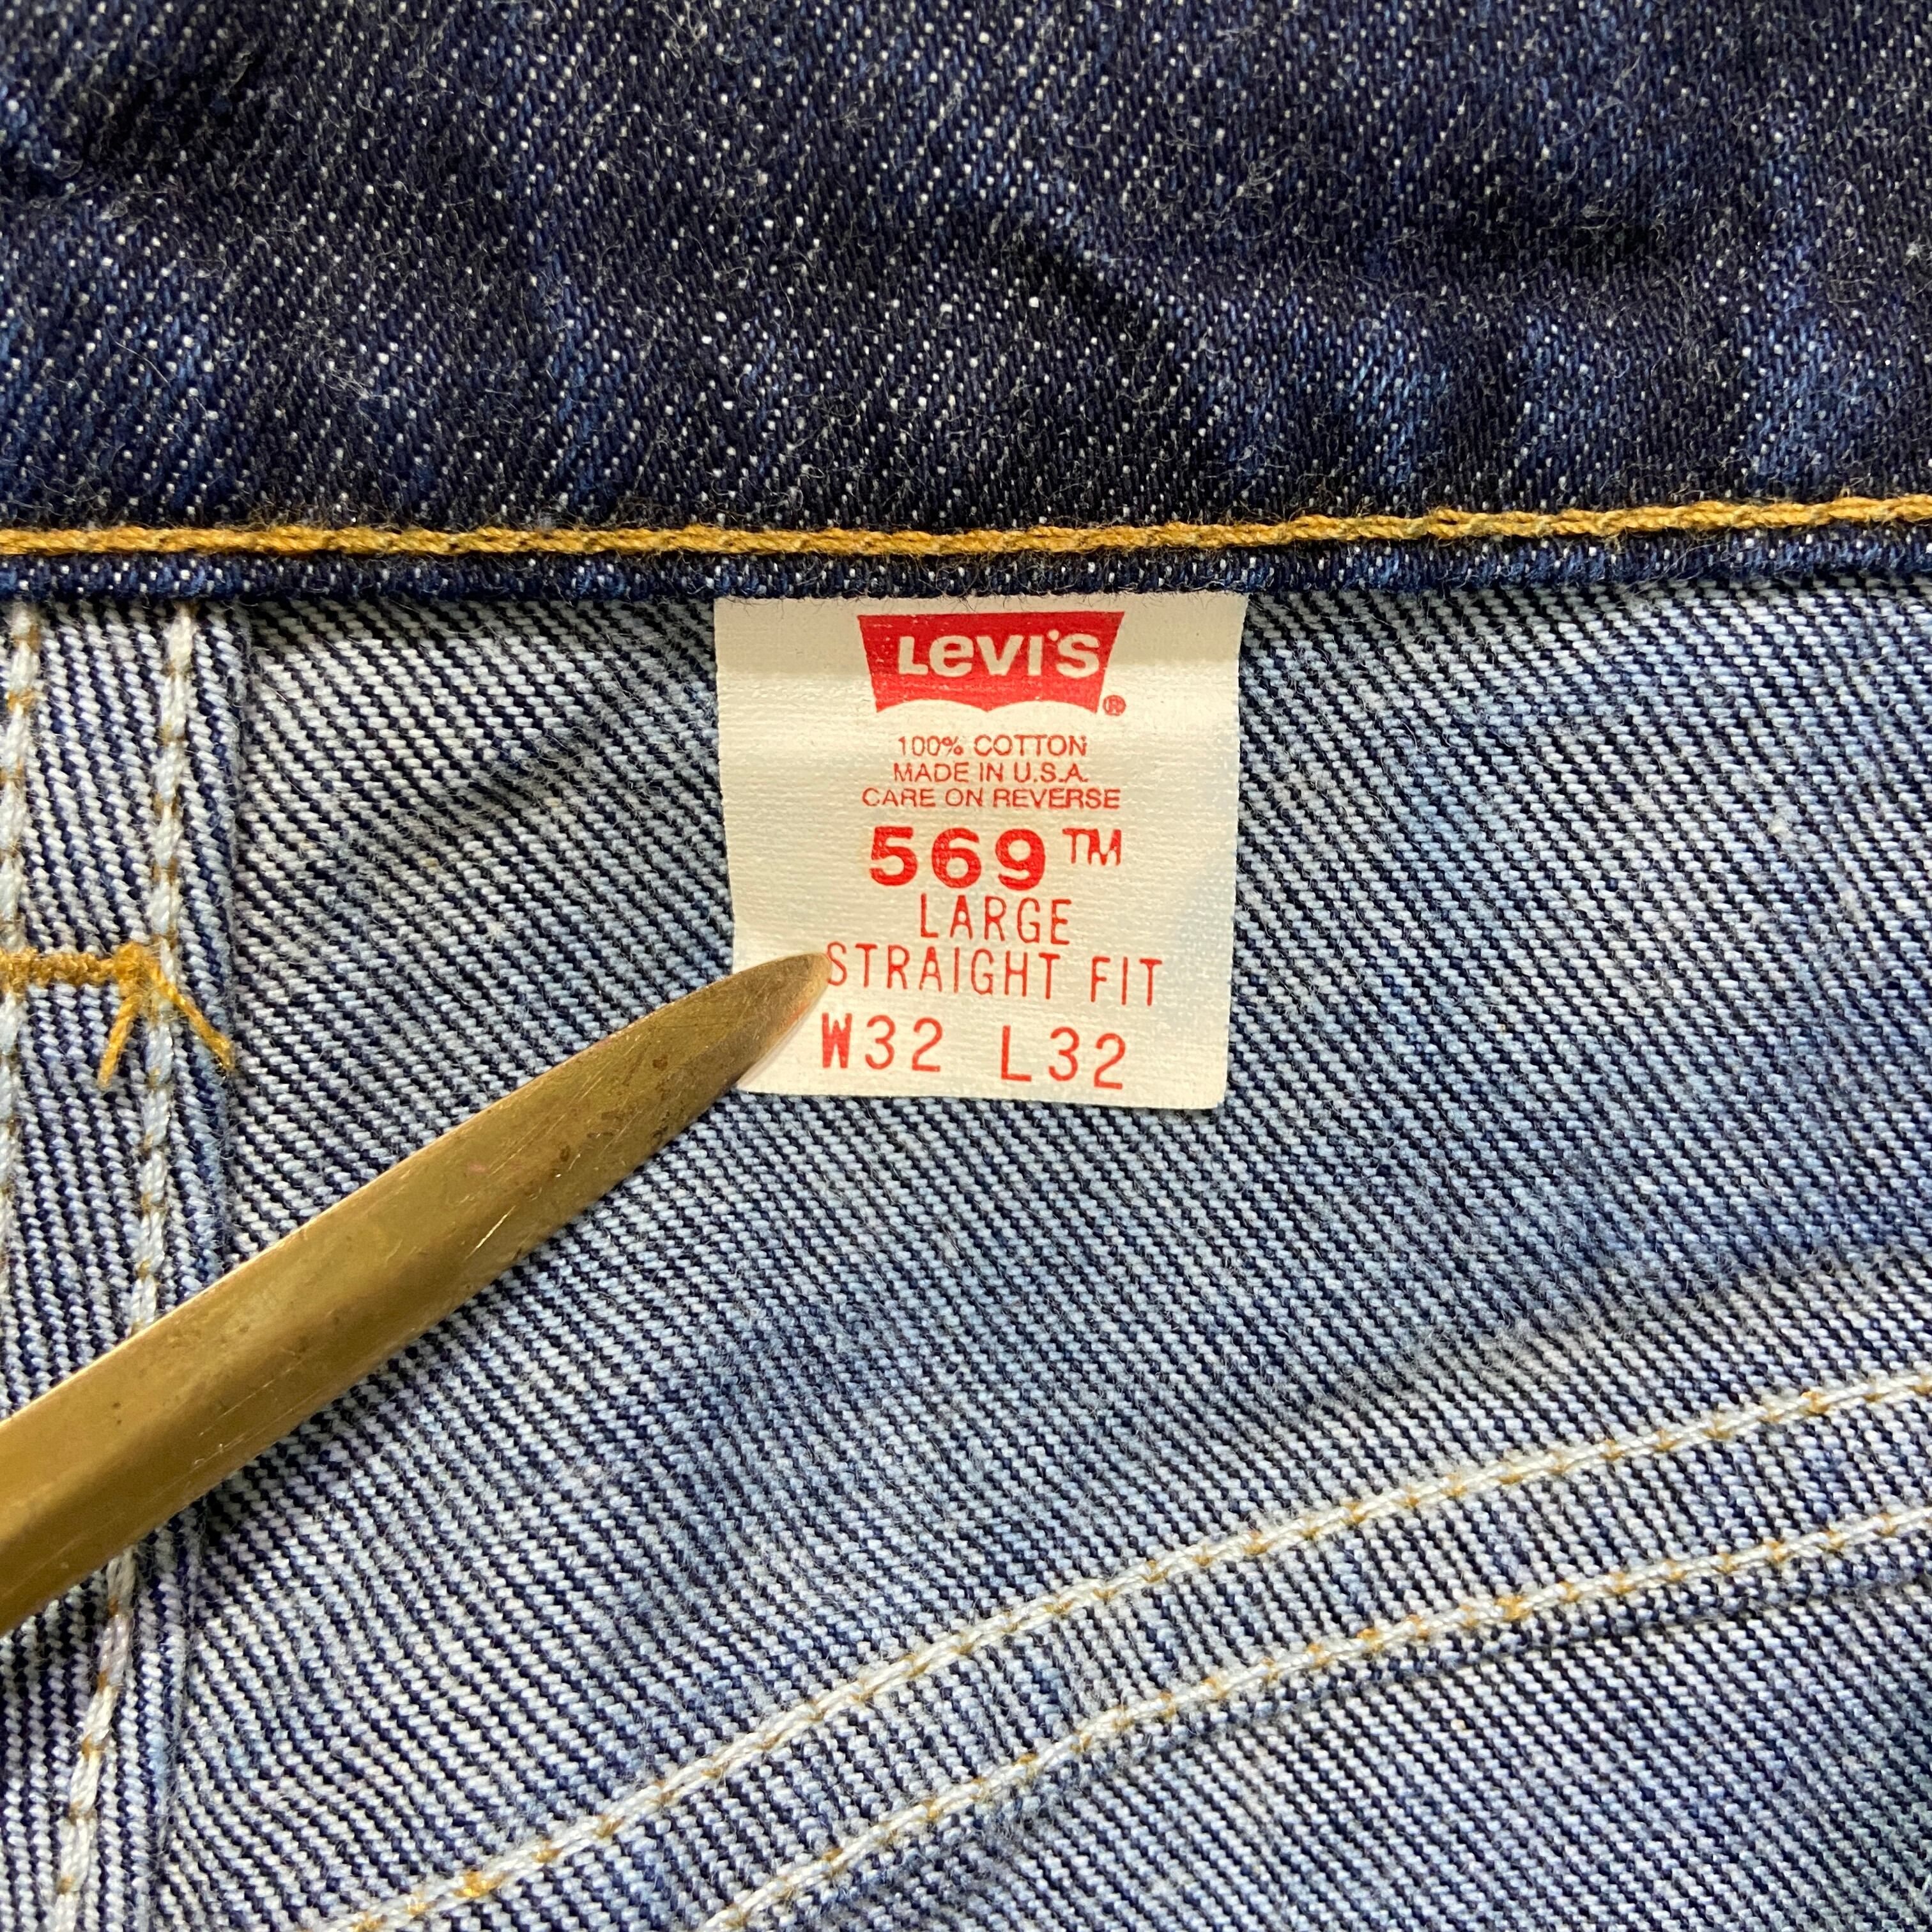 LEVI'S
®
100% COTTON
MADE IN U.S.A.
CARE ON REVERSE
569™
LARGE
STRAIGHT FIT
W32 L32